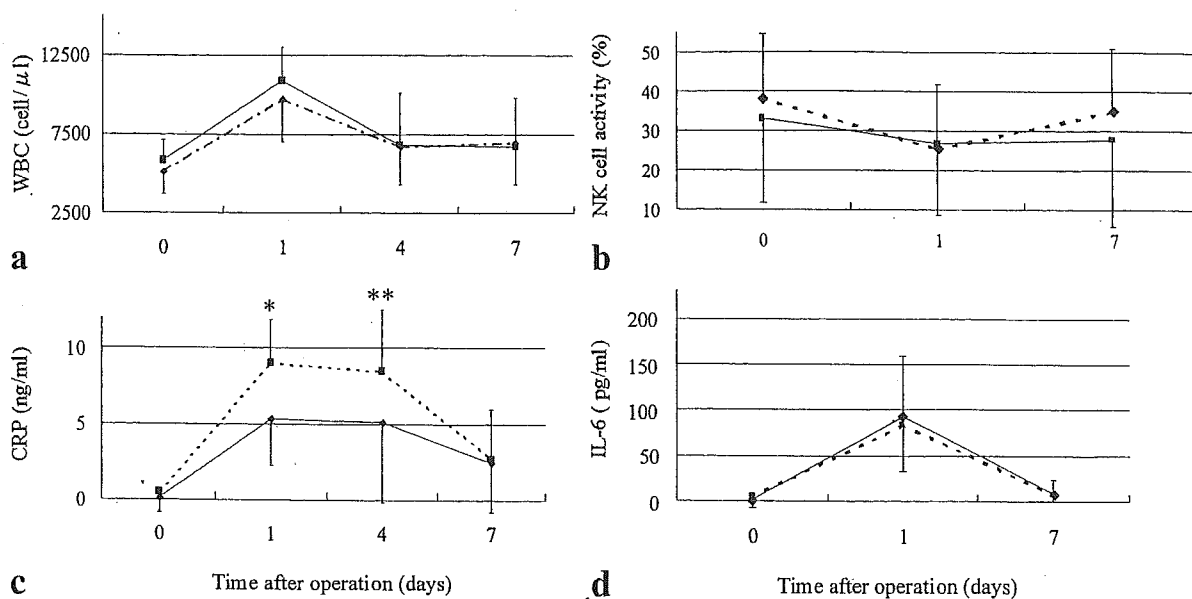 WBC (cell/μl)
12500
7500
2500
0 1 4 7
a
NK cell activity (%)
50
40
30
20
10
0 1 7
b
CRP (ng/ml)
10
5
0
* **
0 1 4 7
Time after operation (days)
c
IL-6 ( pg/ml)
200
150
100
50
0
0 1 7
Time after operation (days)
d